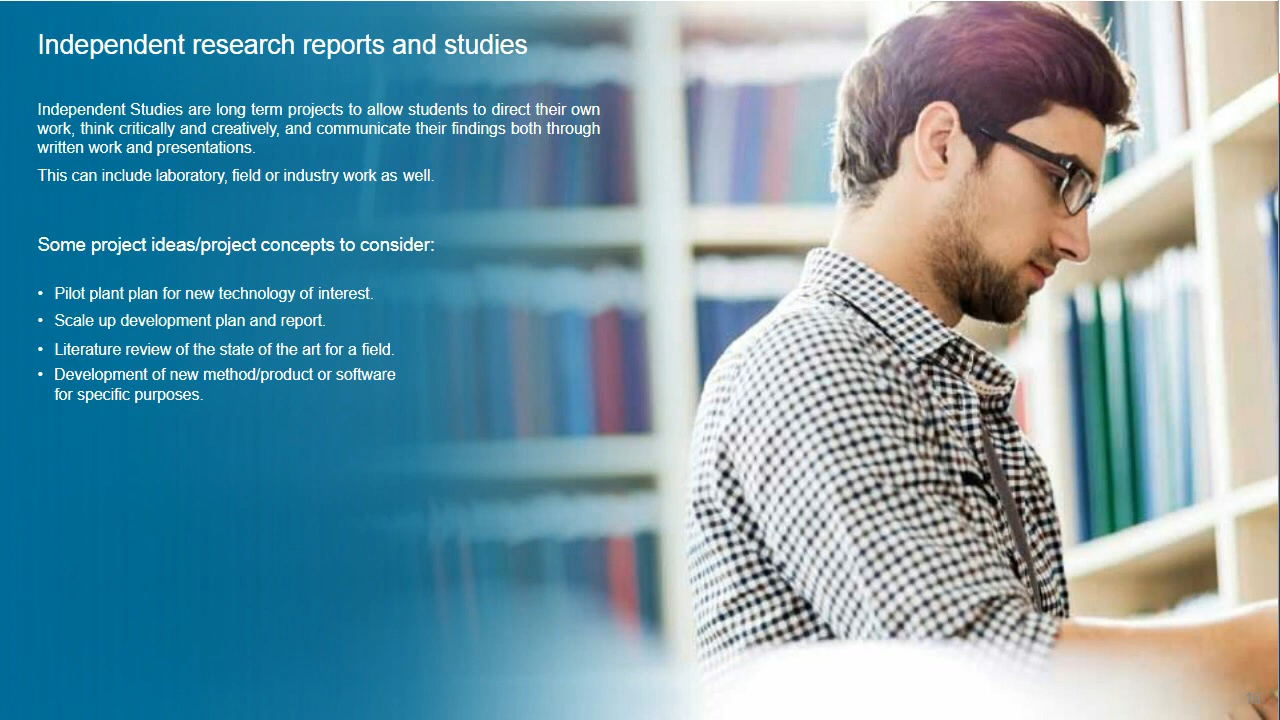 Independent research reports and studies
Independent Studies are long term projects to allow students to direct their own
work, think critically and creatively, and communicate their findings both through
written work and presentations.
This can include laboratory, field or industry work as well.
Some project ideas/project concepts to consider:
• Pilot plant plan for new technology of interest.
• Scale up development plan and report.
• Literature review of the state of the art for a field.
• Development of new method/product or software
for specific purposes.